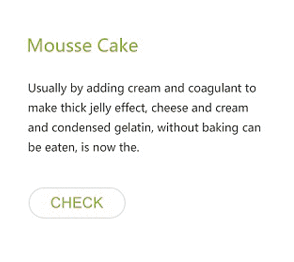 Mousse Cake
Usually by adding cream and coagulant to
make thick jelly effect, cheese and cream
and condensed gelatin, without baking can
be eaten, is now the.
CHECK